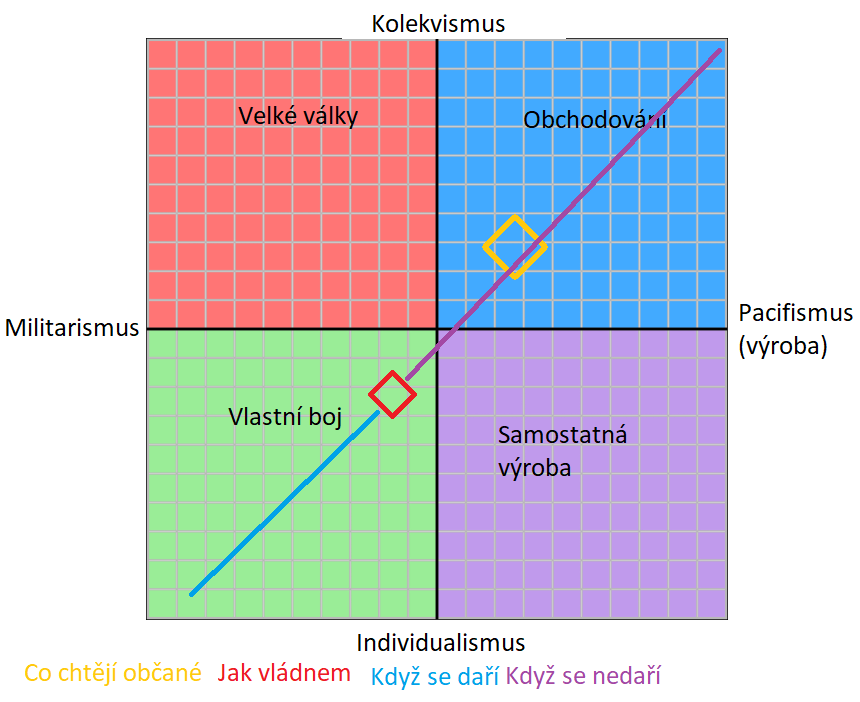 Kolekvismus
Velké války
Obchodování
Militarismus
Pacifismus
(výroba)
Vlastní boj
Samostatná
výroba
Individualismus
Co chtějí občané Jak vládnem Když se daří Když se nedaří